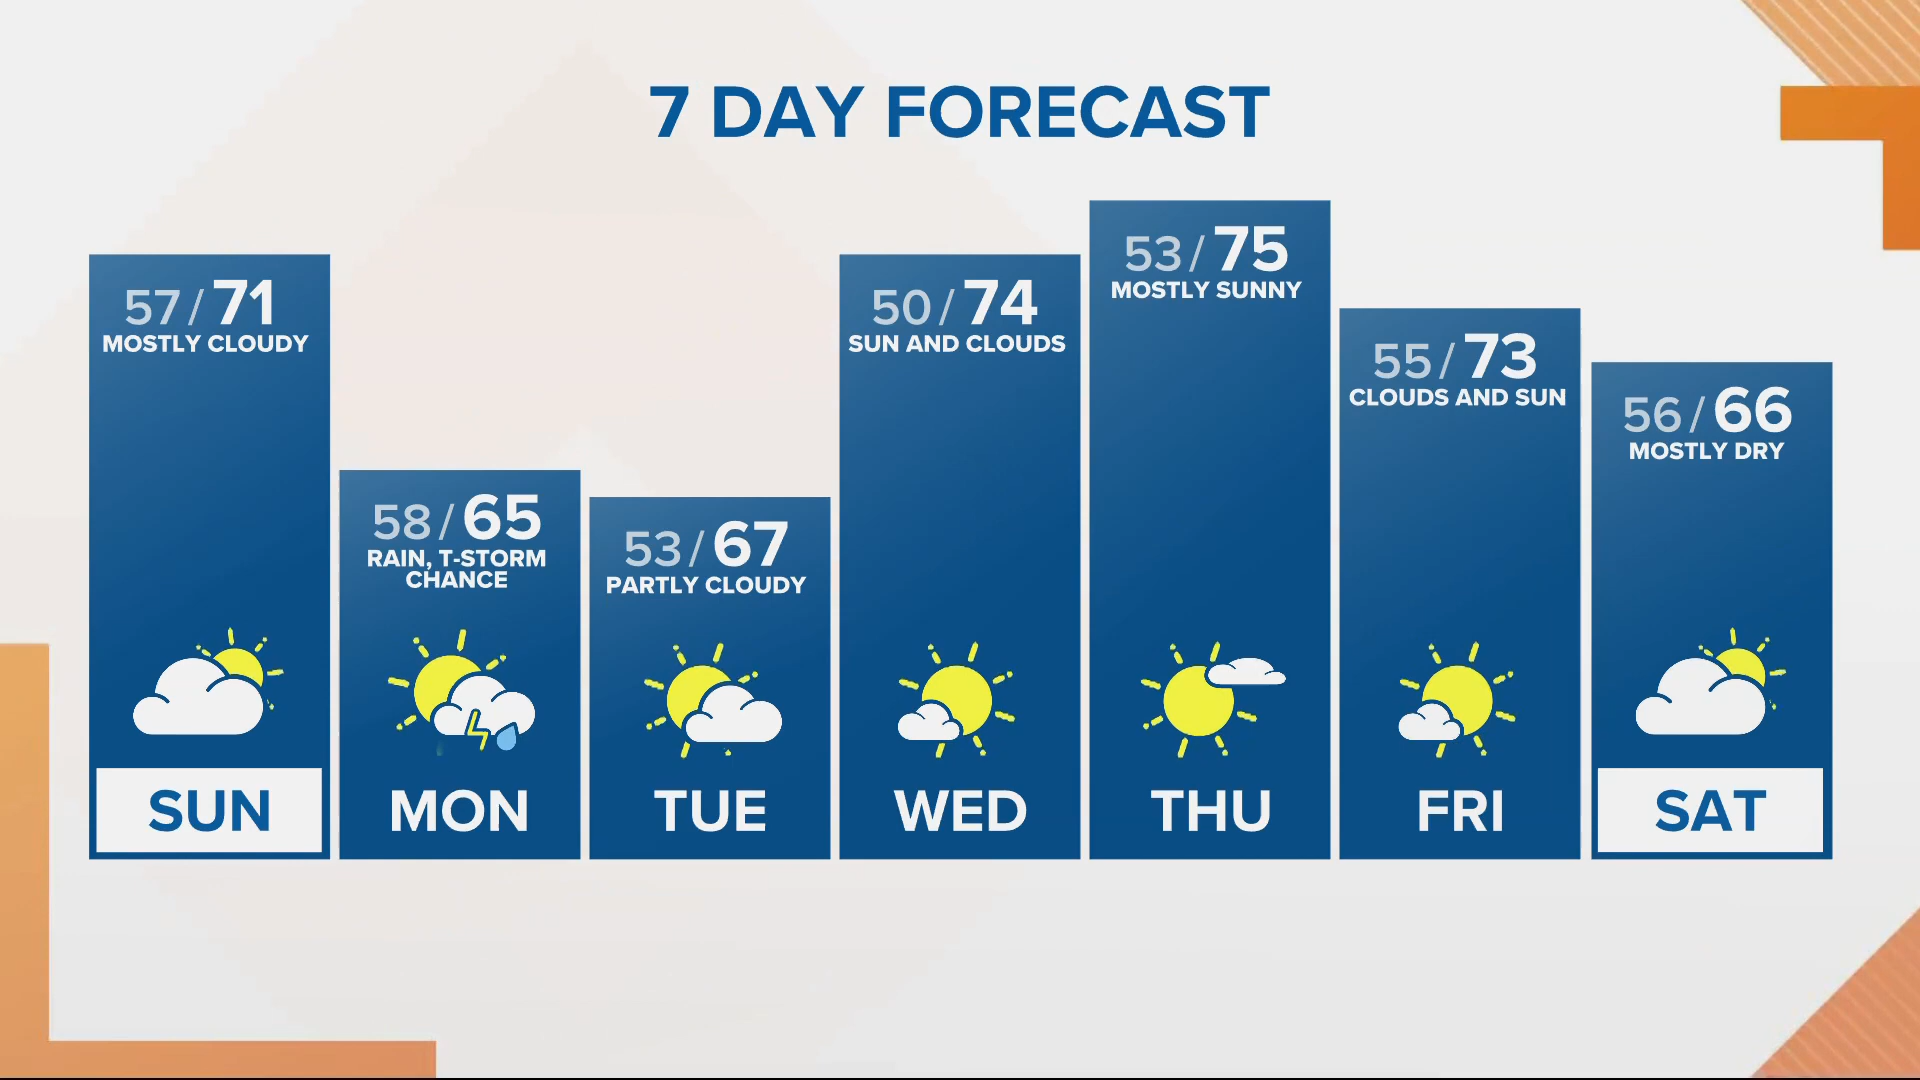 7 DAY FORECAST
57/71
MOSTLY CLOUDY
SUN
58/65
RAIN, T-STORM
CHANCE
MON
53/67
PARTLY CLOUDY
TUE
50/74
SUN AND CLOUDS
WED
53/75
MOSTLY SUNNY
THU
55/73
CLOUDS AND SUN
FRI
56/66
MOSTLY DRY
SAT